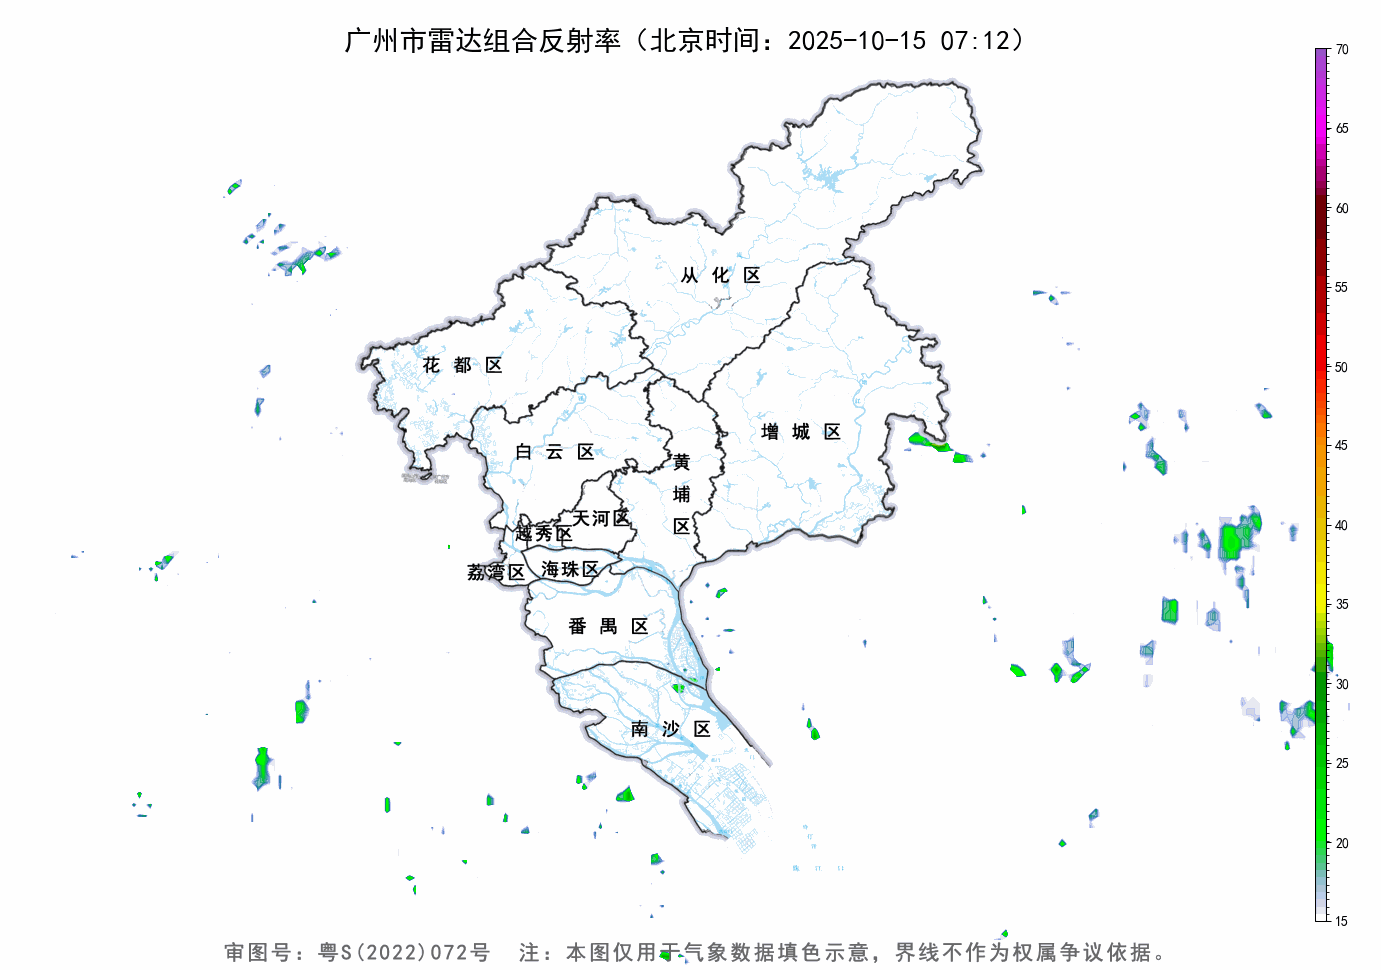 广州市雷达组合反射率（北京时间：2025-10-15 07:12）
70
65
60
55
50
45
40
35
30
25
20
15
从化区
花都区
增城区
白云区
黄埔区
天河区
越秀区
荔湾区
海珠区
番禺区
南沙区
审图号：粤S(2022)072号 注：本图仅用于气象数据填色示意，界线不作为权属争议依据。